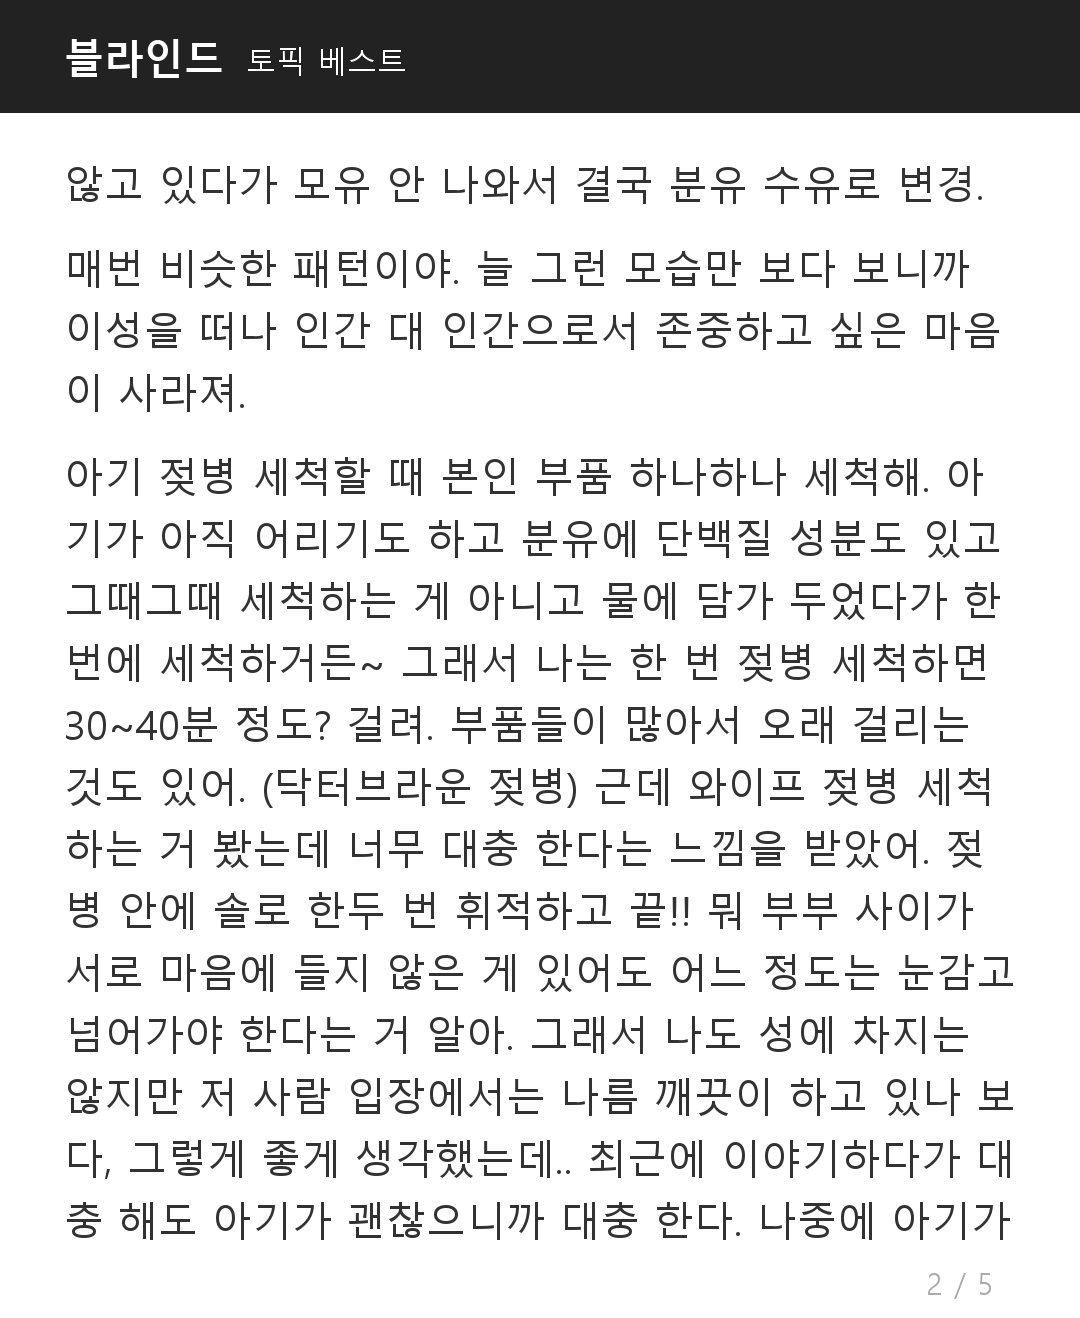 블라인드 토픽 베스트
않고 있다가 모유 안 나와서 결국 분유 수유로 변경.
매번 비슷한 패턴이야. 늘 그런 모습만 보다 보니까
이성을 떠나 인간 대 인간으로서 존중하고 싶은 마음
이 사라져.
아기 젖병 세척할 때 본인 부품 하나하나 세척해. 아
기가 아직 어리기도 하고 분유에 단백질 성분도 있고
그때그때 세척하는 게 아니고 물에 담가 두었다가 한
번에 세척하거든~ 그래서 나는 한 번 젖병 세척하면
30~40분 정도? 걸려. 부품들이 많아서 오래 걸리는
것도 있어. (닥터브라운 젖병) 근데 와이프 젖병 세척
하는 거 봤는데 너무 대충 한다는 느낌을 받았어. 젖
병 안에 솔로 한두 번 휘적하고 끝!! 뭐 부부 사이가
서로 마음에 들지 않은 게 있어도 어느 정도는 눈감고
넘어가야 한다는 거 알아. 그래서 나도 성에 차지는
않지만 저 사람 입장에서는 나름 깨끗이 하고 있나 보
다, 그렇게 좋게 생각했는데.. 최근에 이야기하다가 대
충 해도 아기가 괜찮으니까 대충 한다. 나중에 아기가
2 / 5